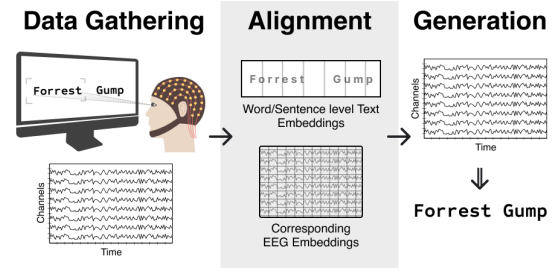 Data Gathering
Forrest Gump
Channels
Time
Alignment
Forrest Gump
Word/Sentence level Text
Embeddings
Corresponding
EEG Embeddings
Generation
Channels
Time
Forrest Gump